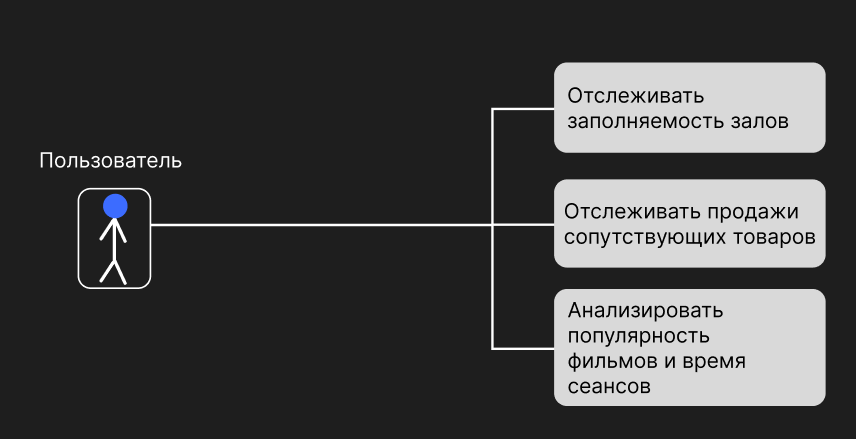 Пользователь
Отслеживать
заполняемость залов
Отслеживать продажи
сопутствующих товаров
Анализировать
популярность
фильмов и время
сеансов